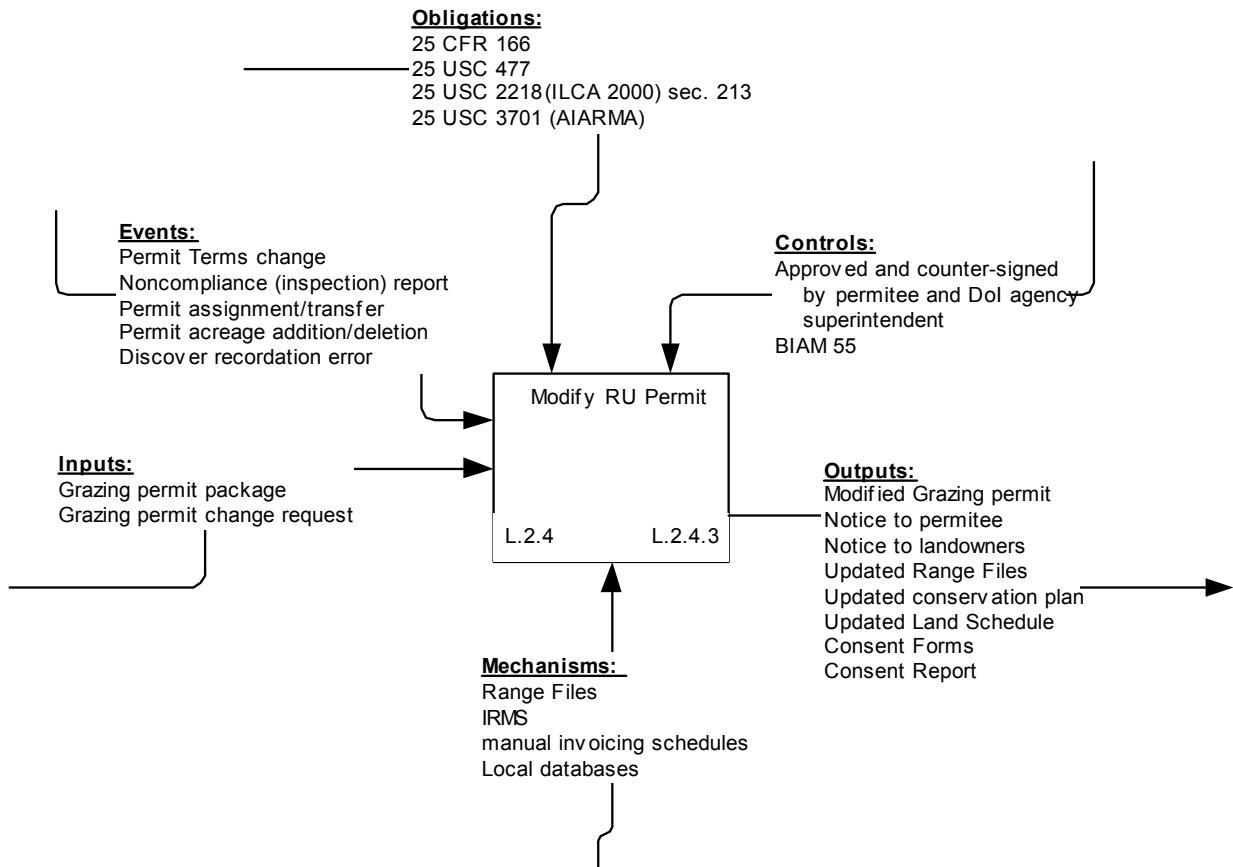 Obligations:
25 CFR 166
25 USC 477
25 USC 2218(ILCA 2000) sec. 213
25 USC 3701 (AIARMA)
Events:
Permit Terms change
Noncompliance (inspection) report
Permit assignment/transfer
Permit acreage addition/deletion
Discover recordation error
Controls:
Approved and counter-signed
by permitee and DoI agency
superintendent
BIAM 55
Modify RU Permit
L.2.4 L.2.4.3
Inputs:
Grazing permit package
Grazing permit change request
Outputs:
Modified Grazing permit
Notice to permitee
Notice to landowners
Updated Range Files
Updated conservation plan
Updated Land Schedule
Consent Forms
Consent Report
Mechanisms:
Range Files
IRMS
manual invoicing schedules
Local databases